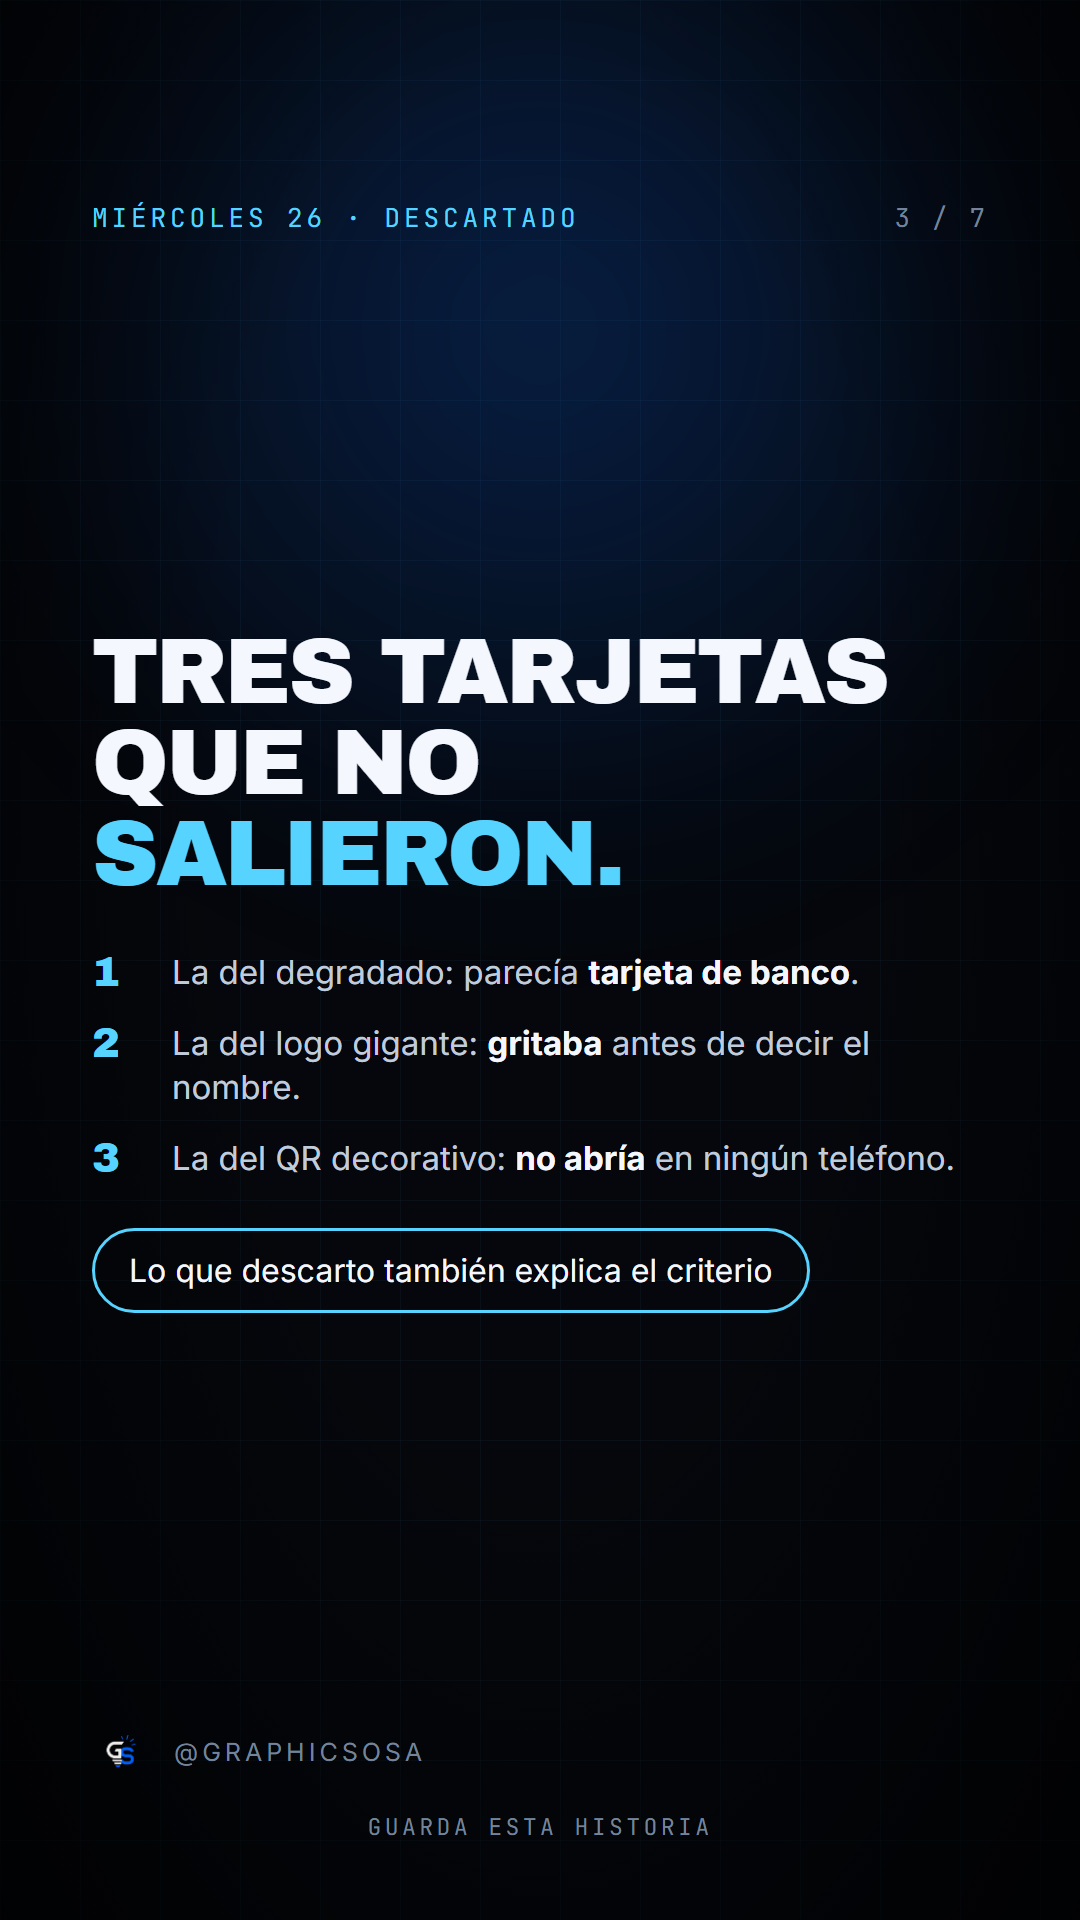 MIÉRCOLES 26 · DESCARTADO
3 / 7
TRES TARJETAS
QUE NO
SALIERON.
1 La del degradado: parecía tarjeta de banco.
2 La del logo gigante: gritaba antes de decir el
nombre.
3 La del QR decorativo: no abría en ningún teléfono.
Lo que descarto también explica el criterio
GS @GRAPHICSOSA
GUARDA ESTA HISTORIA